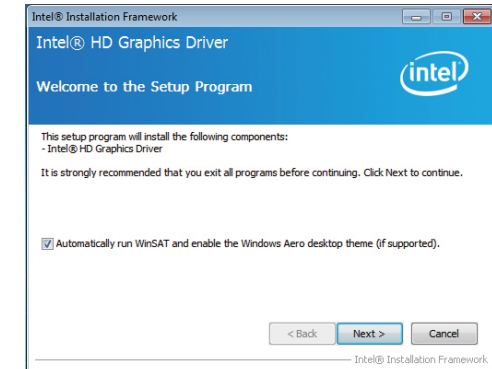 Intel® Installation Framework
Intel® HD Graphics Driver
Welcome to the Setup Program
intel
This setup program will install the following components:
- Intel® HD Graphics Driver
It is strongly recommended that you exit all programs before continuing. Click Next to continue.
Automatically run WinSAT and enable the Windows Aero desktop theme (if supported).
< Back
Next >
Cancel
Intel® Installation Framework